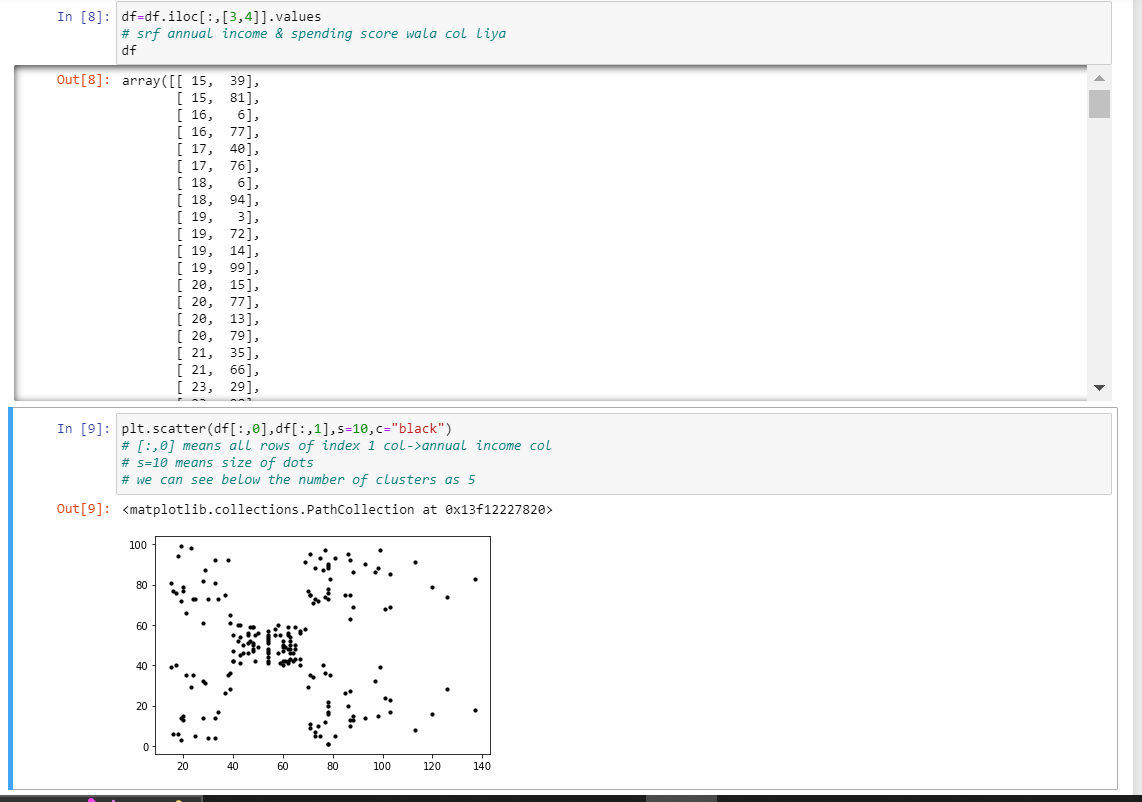 In [8]: df=df.iloc[:,[3,4]].values
# srf annual income & spending score wala col liya
df
Out[8]: array([[ 15, 39],
[ 15, 81],
[ 16, 6],
[ 16, 77],
[ 17, 40],
[ 17, 76],
[ 18, 6],
[ 18, 94],
[ 19, 3],
[ 19, 72],
[ 19, 14],
[ 19, 99],
[ 20, 15],
[ 20, 77],
[ 20, 13],
[ 20, 79],
[ 21, 35],
[ 21, 66],
[ 23, 29],
In [9]: plt.scatter(df[:,0],df[:,1],s=10,c="black")
# [:,0] means all rows of index 1 col->annual income col
# s=10 means size of dots
# we can see below the number of clusters as 5
Out[9]: <matplotlib.collections.PathCollection at 0x13f12227820>
100
80
60
40
20
0
20 40 60 80 100 120 140